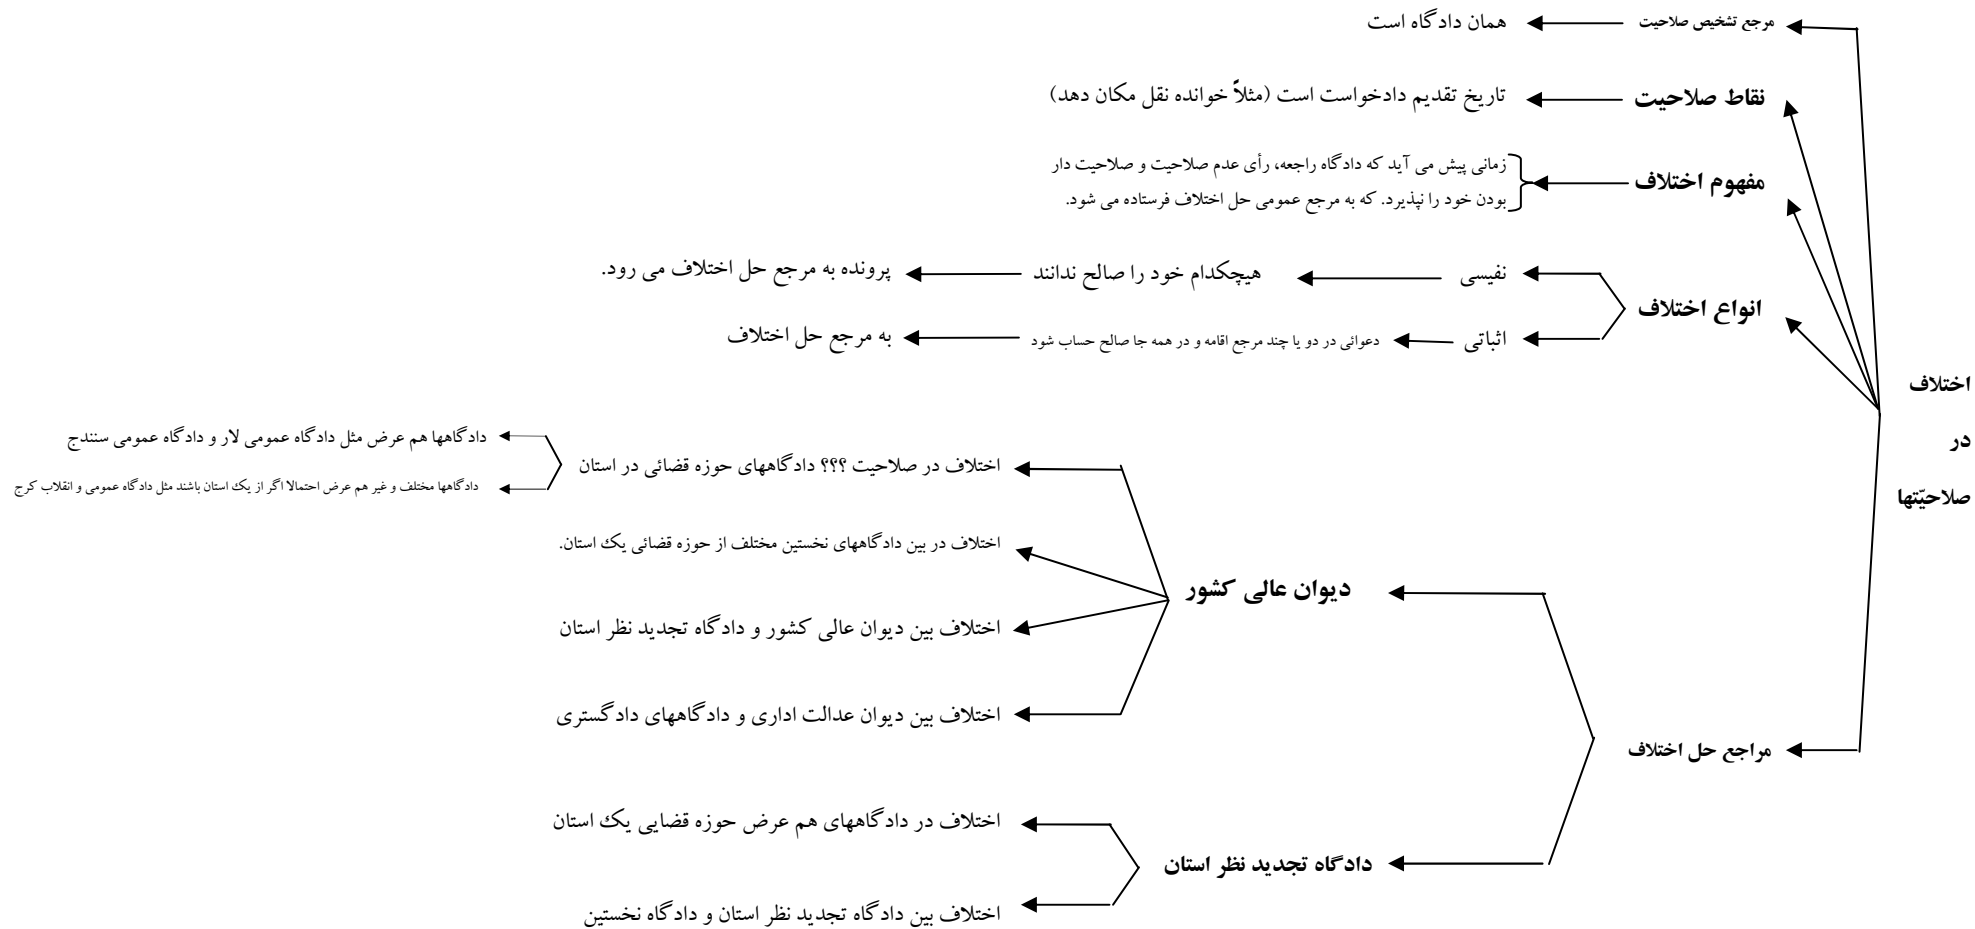 مرجع تشخیص صلاحیت
همان دادگاه است
نقاط صلاحیت
تاریخ تقدیم دادخواست است (مثلاً خوانده نقل مکان دهد)
مفهوم اختلاف
زمانی پیش می آید که دادگاه راجعه، رأی عدم صلاحیت و صلاحیت دار
بودن خود را نپذیرد. که به مرجع عمومی حل اختلاف فرستاده می شود.
انواع اختلاف
نفیسی
هیچکدام خود را صالح ندانند
پرونده به مرجع حل اختلاف می رود.
اثباتی
دعوائی در دو یا چند مرجع اقامه و در همه جا صالح حساب شود
به مرجع حل اختلاف
اختلاف
در
صلاحیّتها
مراجع حل اختلاف
دیوان عالی کشور
اختلاف در صلاحیت ؟؟؟ دادگاههای حوزه قضائی در استان
دادگاهها هم عرض مثل دادگاه عمومی لار و دادگاه عمومی سنندج
دادگاهها مختلف و غیر هم عرض احتمالا اگر از یک استان باشند مثل دادگاه عمومی و انقلاب کرج
اختلاف در بین دادگاههای نخستین مختلف از حوزه قضائی یک استان.
اختلاف بین دیوان عالی کشور و دادگاه تجدید نظر استان
اختلاف بین دیوان عدالت اداری و دادگاههای دادگستری
دادگاه تجدید نظر استان
اختلاف در دادگاههای هم عرض حوزه قضایی یک استان
اختلاف بین دادگاه تجدید نظر استان و دادگاه نخستین